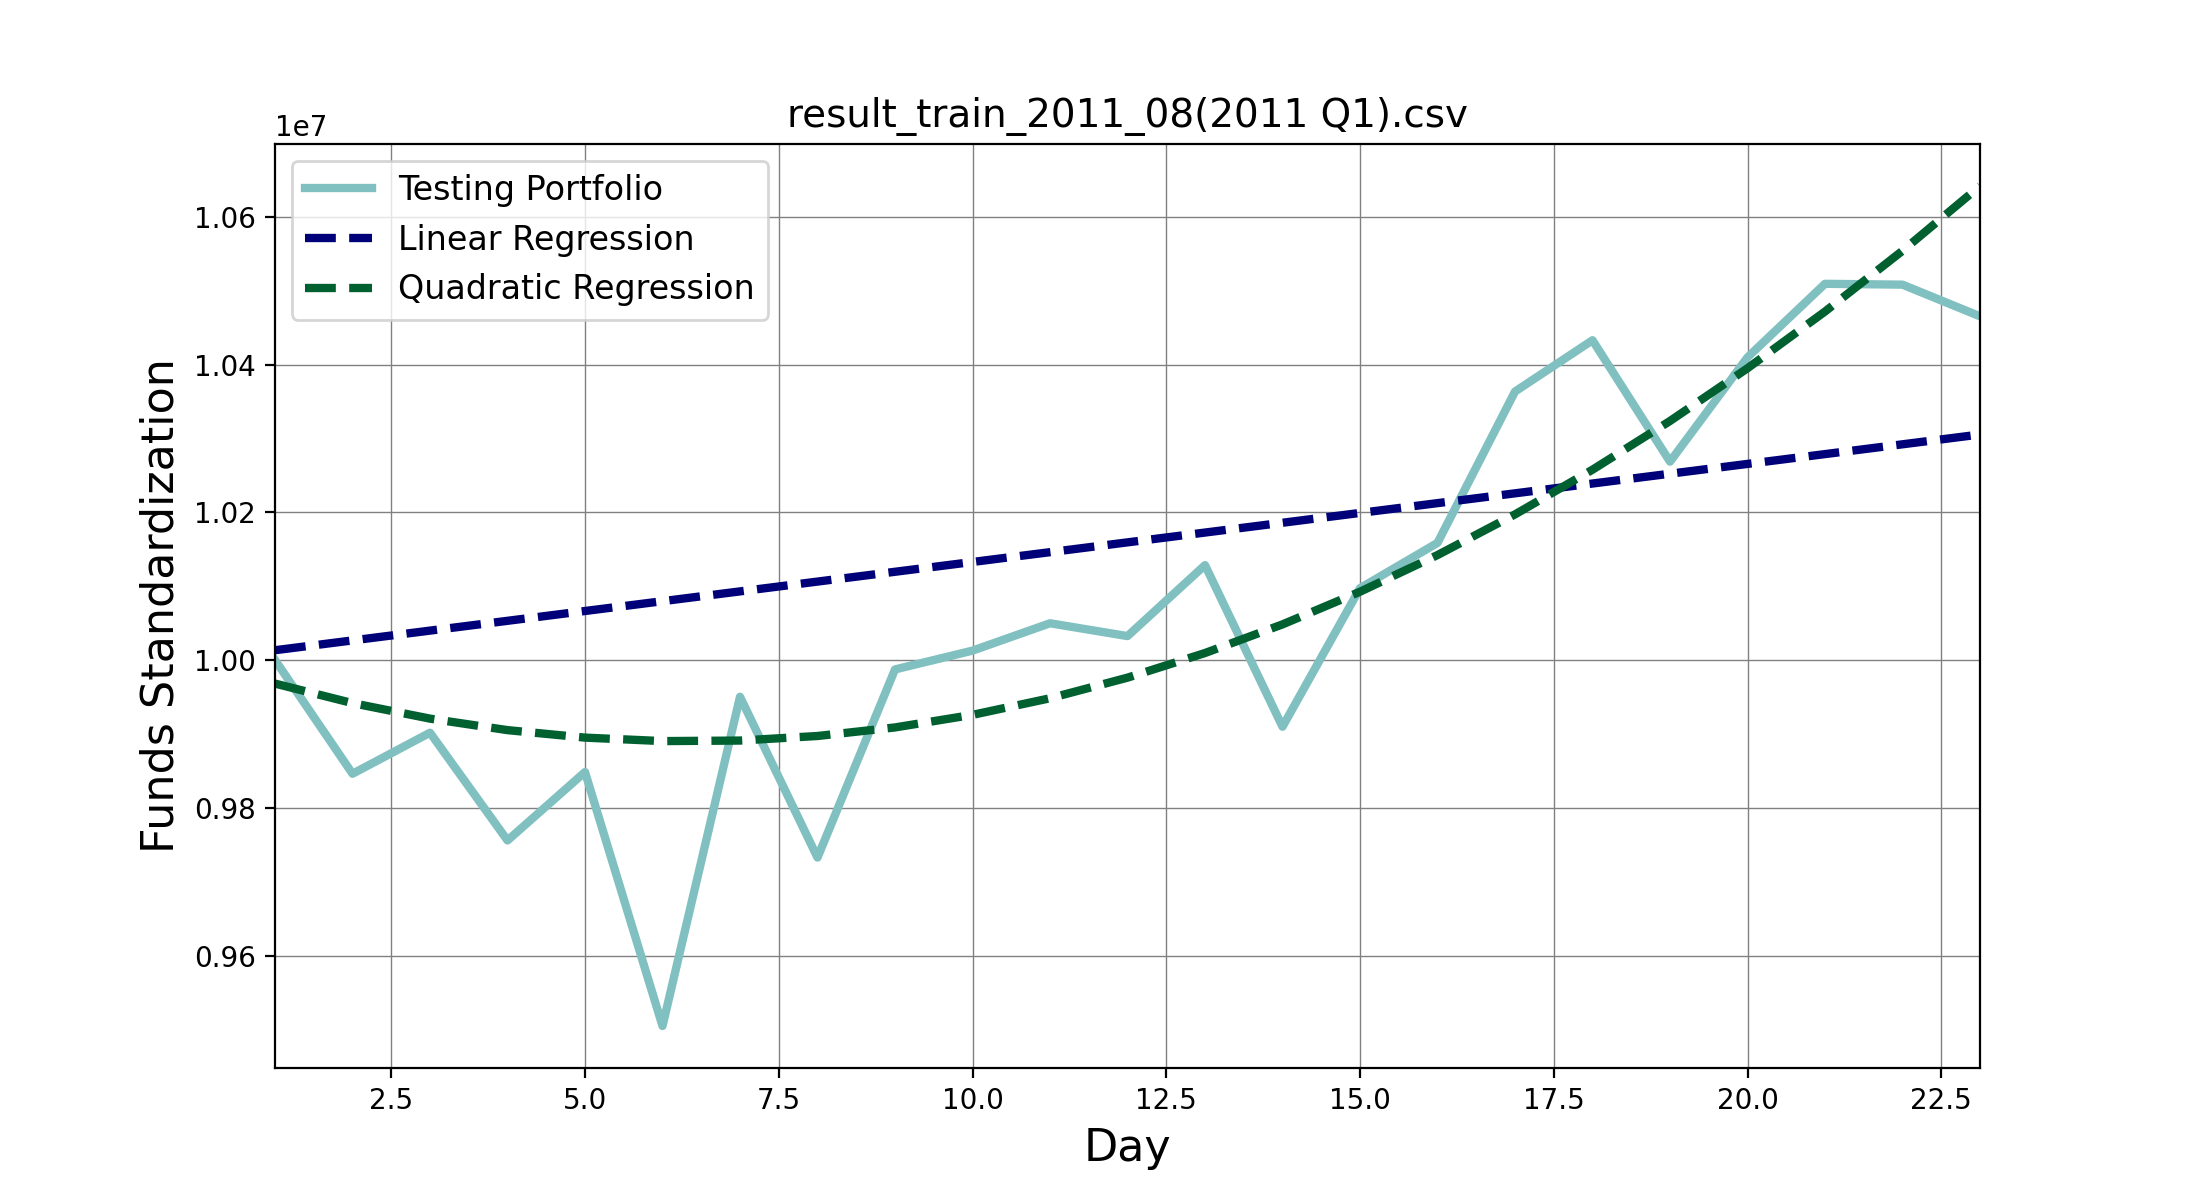 result_train_2011_08(2011 Q1).csv
1e7
Testing Portfolio
Linear Regression
Quadratic Regression
Funds Standardization
1.06
1.04
1.02
1.00
0.98
0.96
2.5 5.0 7.5 10.0 12.5 15.0 17.5 20.0 22.5
Day